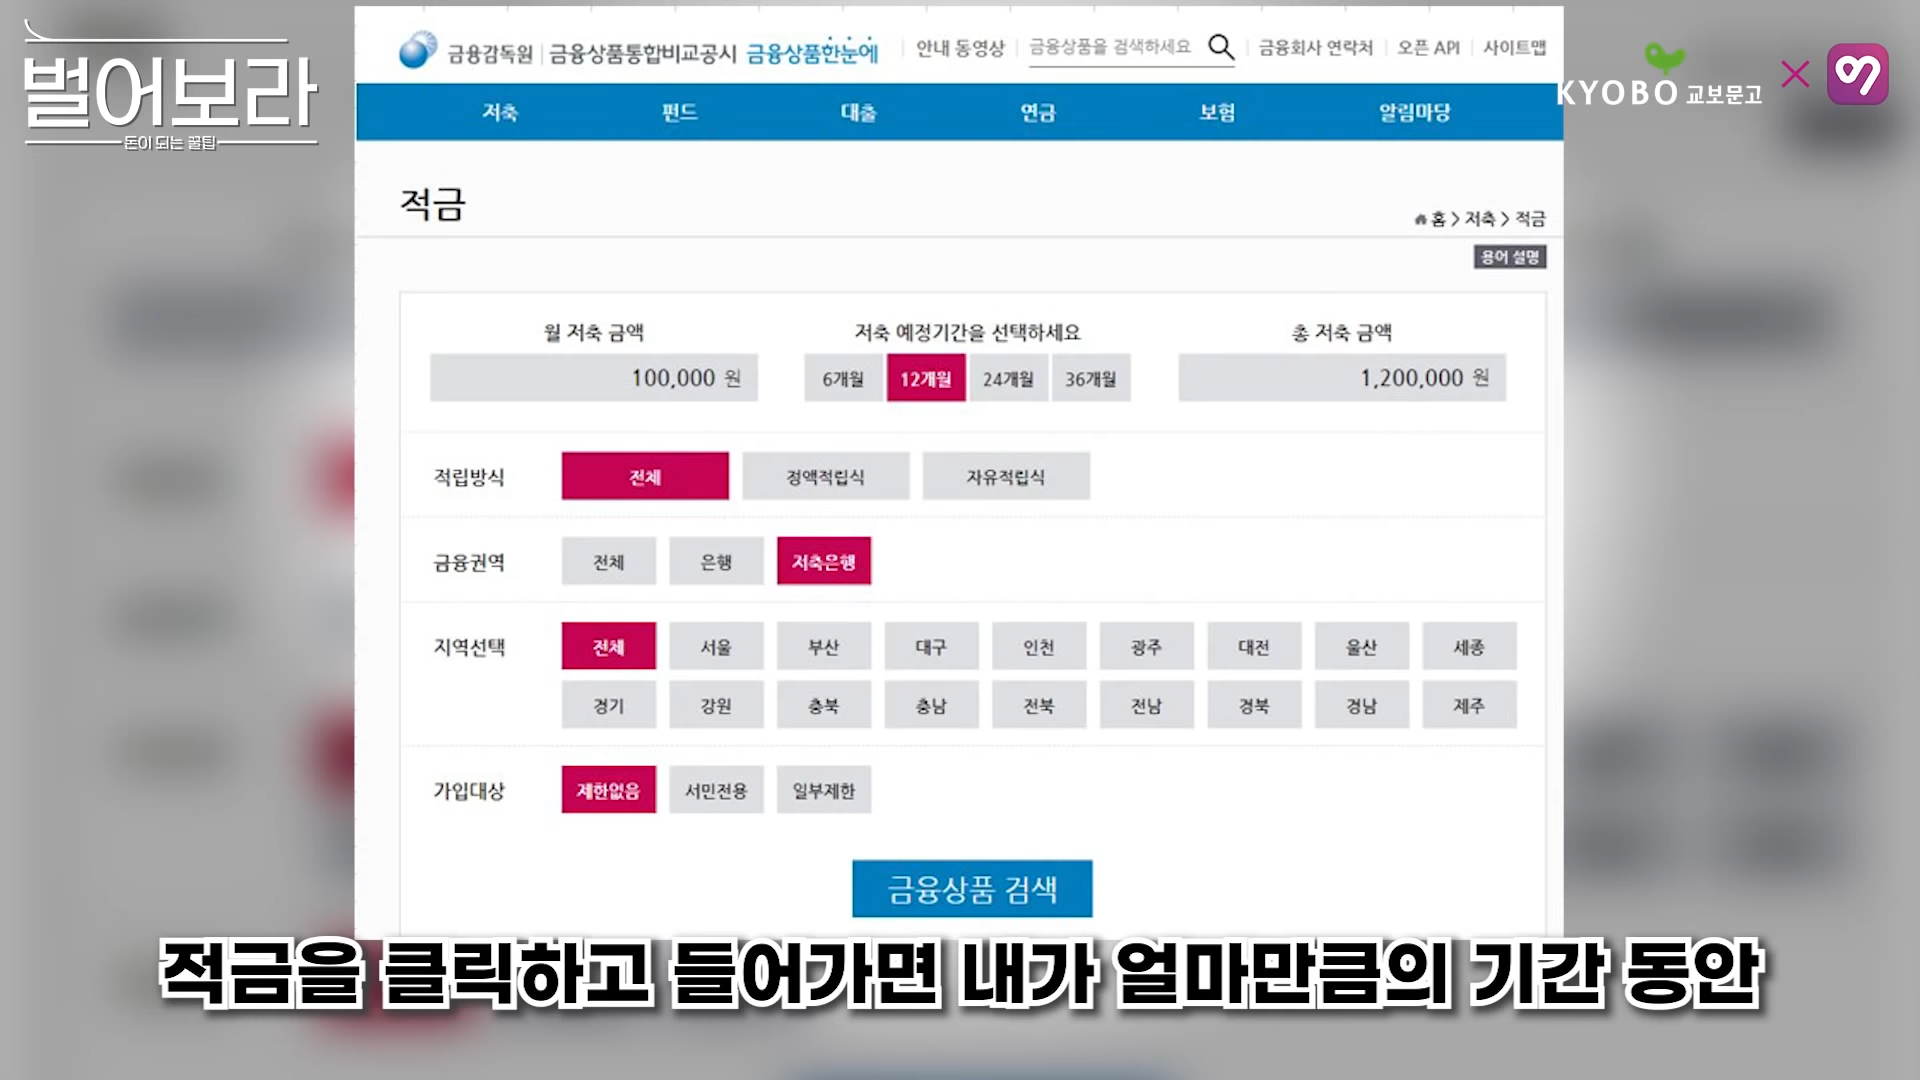 벌어보라
돈이 되는 꿀팁
금융감독원 | 금융상품통합비교공시 금융상품한눈에
안내 동영상
금융상품을 검색하세요
금융회사 연락처
오픈 API
사이트맵
KYOBO 교보문고
저축 펀드 대출 연금 보험 알림마당
적금
홈 > 저축 > 적금
용어 설명
월 저축 금액
100,000 원
저축 예정기간을 선택하세요
6개월 12개월 24개월 36개월
총 저축 금액
1,200,000 원
적립방식 전체 정액적립식 자유적립식
금융권역 전체 은행 저축은행
지역선택 전체 서울 부산 대구 인천 광주 대전 울산 세종
경기 강원 충북 충남 전북 전남 경북 경남 제주
가입대상 제한없음 서민전용 일부제한
금융상품 검색
적금을 클릭하고 들어가면 내가 얼마만큼의 기간 동안